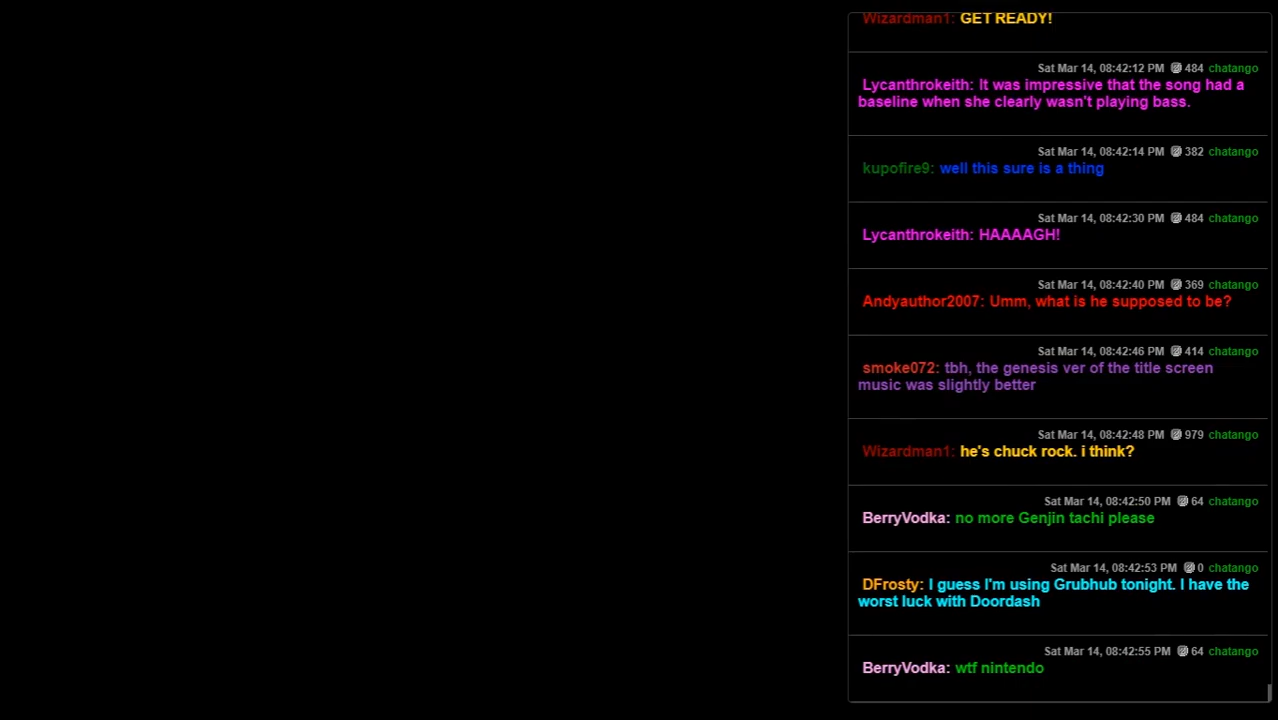 Wizardman1: GET READY!
Sat Mar 14, 08:42:12 PM 484 chatango
Lycanthrokeith: It was impressive that the song had a
baseline when she clearly wasn't playing bass.
Sat Mar 14, 08:42:14 PM 382 chatango
kupofire9: well this sure is a thing
Sat Mar 14, 08:42:30 PM 484 chatango
Lycanthrokeith: HAAAAGH!
Sat Mar 14, 08:42:40 PM 369 chatango
Andyauthor2007: Umm, what is he supposed to be?
Sat Mar 14, 08:42:46 PM 414 chatango
smoke072: tbh, the genesis ver of the title screen
music was slightly better
Sat Mar 14, 08:42:48 PM 979 chatango
Wizardman1: he's chuck rock. i think?
Sat Mar 14, 08:42:50 PM 64 chatango
BerryVodka: no more Genjin tachi please
Sat Mar 14, 08:42:53 PM 0 chatango
DFrosty: I guess I'm using Grubhub tonight. I have the
worst luck with Doordash
Sat Mar 14, 08:42:55 PM 64 chatango
BerryVodka: wtf nintendo